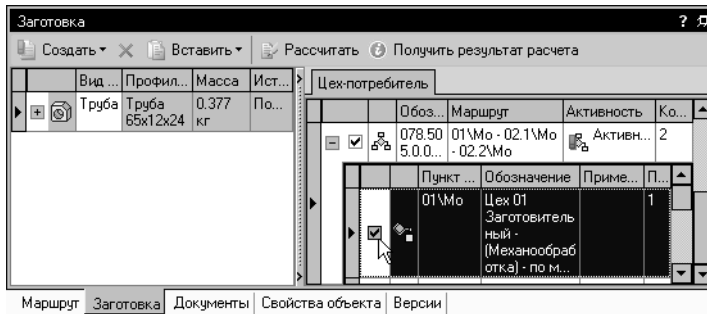 Заготовка
Создать Вставить Рассчитать Получить результат расчета
Вид ... Профил... Масса Ист...
Труба Труба 65x12x24 0.377 кг По...
Цех-потребитель
Обоз... Маршрут Активность Ко...
078.50 5.0.0... 01\Мо - 02.1\Мо - 02.2\Мо Активн... 2
Пункт ... Обозначение Приме... П...
01\Мо Цех 01 1
Заготовитель
ный -
(Механообраб
отка) - по м...
Маршрут Заготовка Документы Свойства объекта Версии